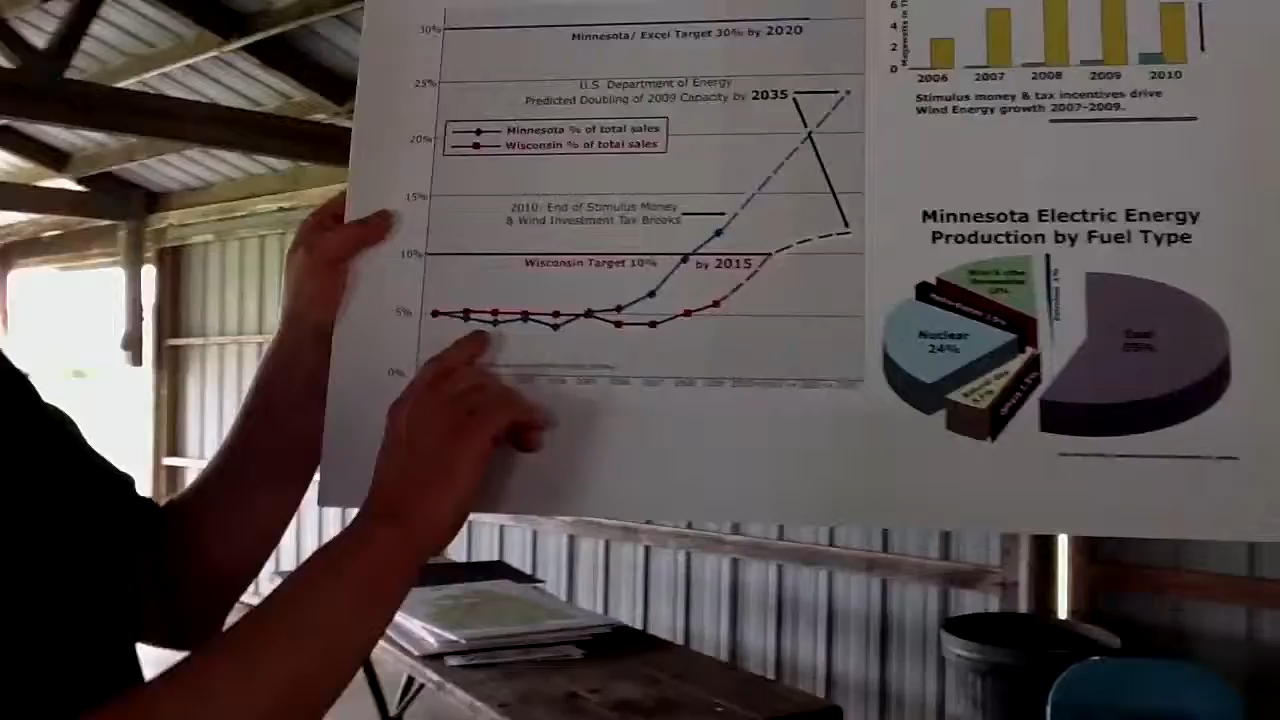 30%
Minnesota/ Excel Target 30% by 2020
25%
U.S. Department of Energy
Predicted Doubling of 2009 Capacity by 2035
Minnesota % of total sales
Wisconsin % of total sales
20%
15%
2010: End of Stimulus Money
& Wind Investment Tax Breaks
10%
Wisconsin Target 10% by 2015
5%
0%
6
4
2
0
2006 2007 2008 2009 2010
Stimulus money & tax incentives drive
Wind Energy growth 2007-2009.
Minnesota Electric Energy
Production by Fuel Type
Nuclear
24%
Coal